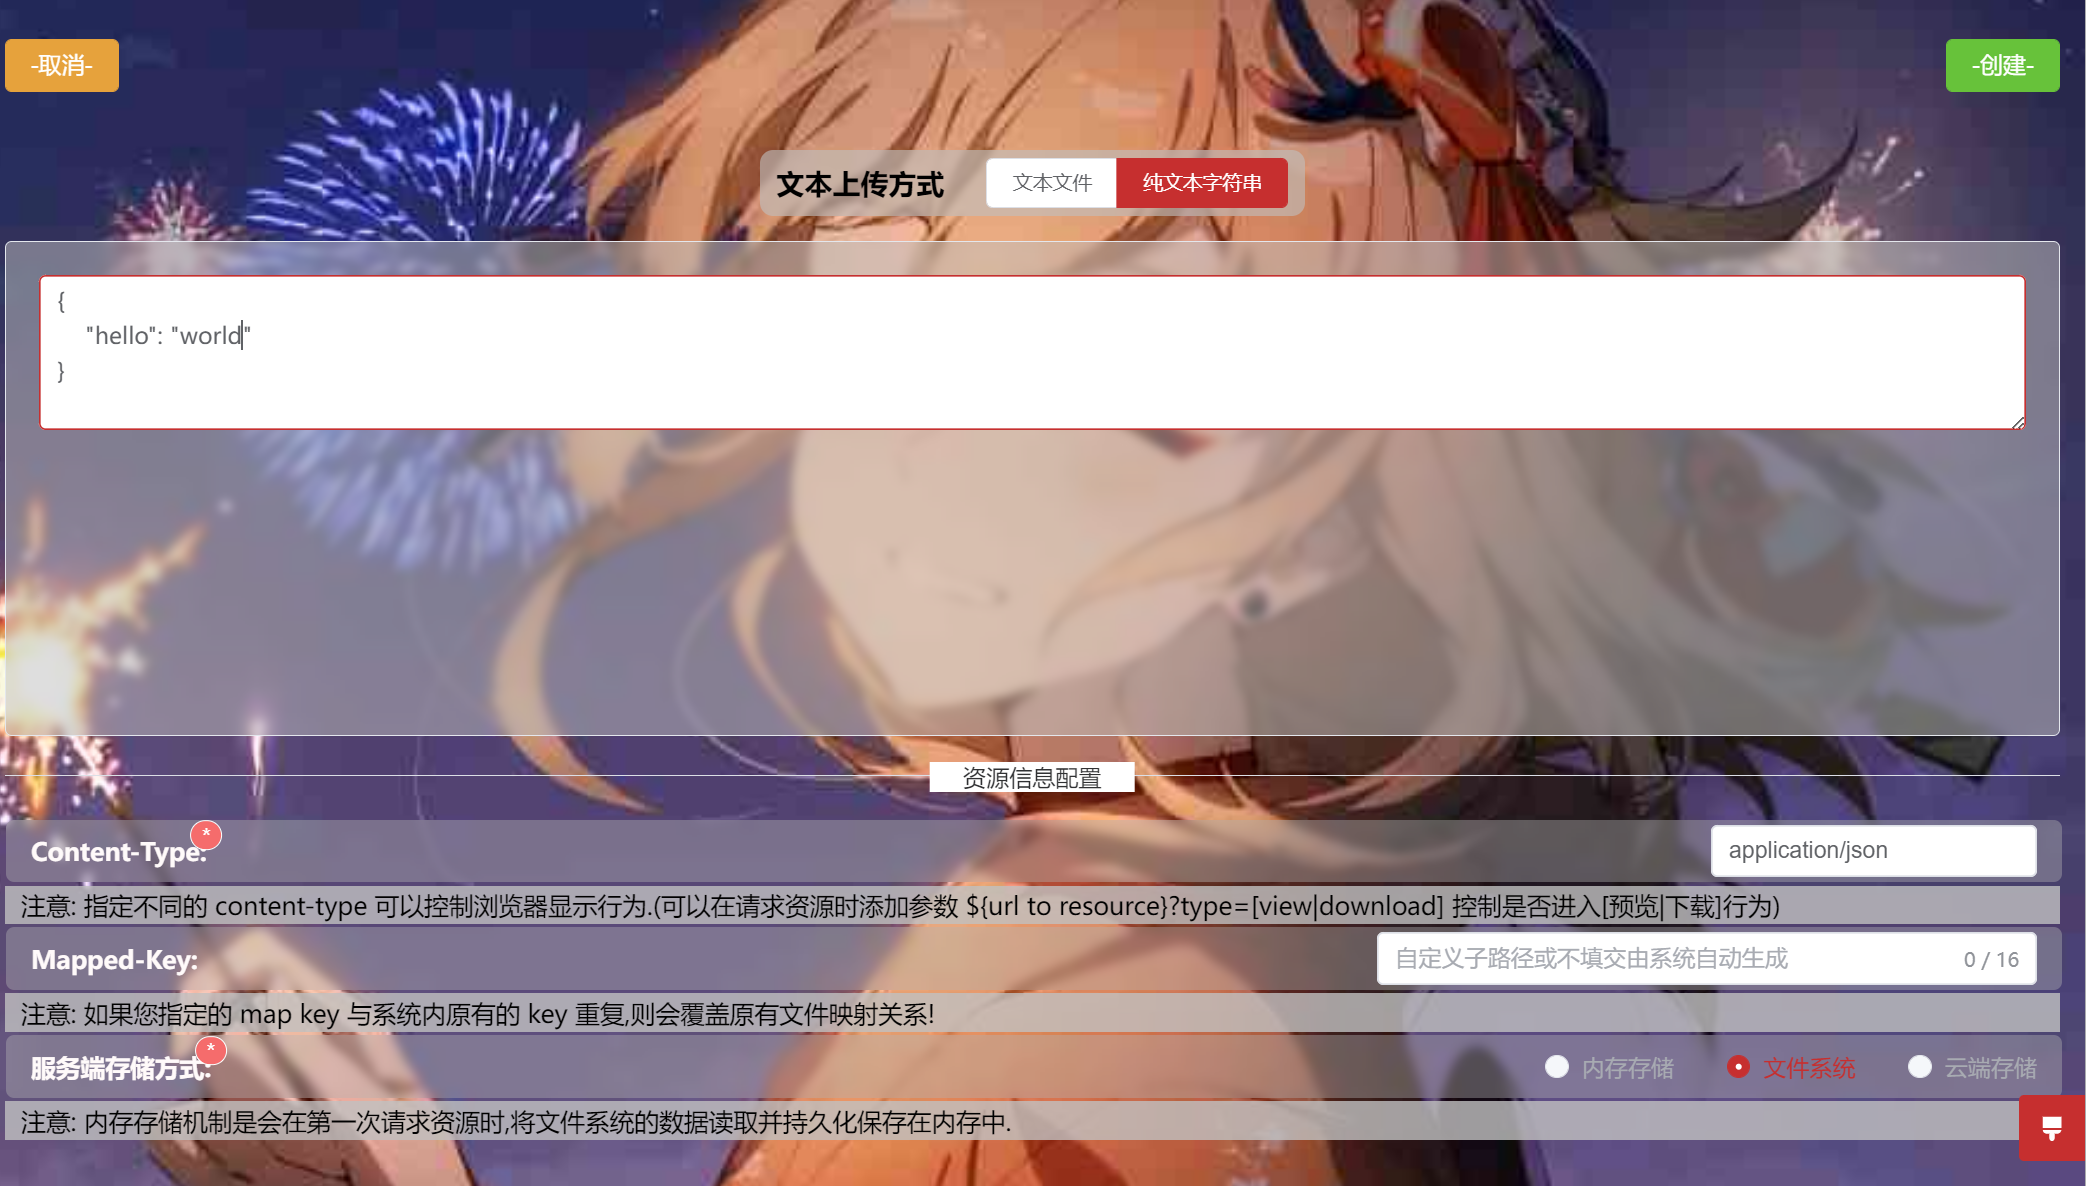 -取消-
-创建-
文本上传方式 文本文件 纯文本字符串
{
"hello": "world"
}
资源信息配置
Content-Type: *
application/json
注意: 指定不同的 content-type 可以控制浏览器显示行为.(可以在请求资源时添加参数 ${url to resource}?type=[view|download] 控制是否进入[预览|下载]行为)
Mapped-Key:
自定义子路径或不填交由系统自动生成 0 / 16
注意: 如果您指定的 map key 与系统内原有的 key 重复,则会覆盖原有文件映射关系!
服务端存储方式: *
内存存储 文件系统 云端存储
注意: 内存存储机制是会在第一次请求资源时,将文件系统的数据读取并持久化保存在内存中.